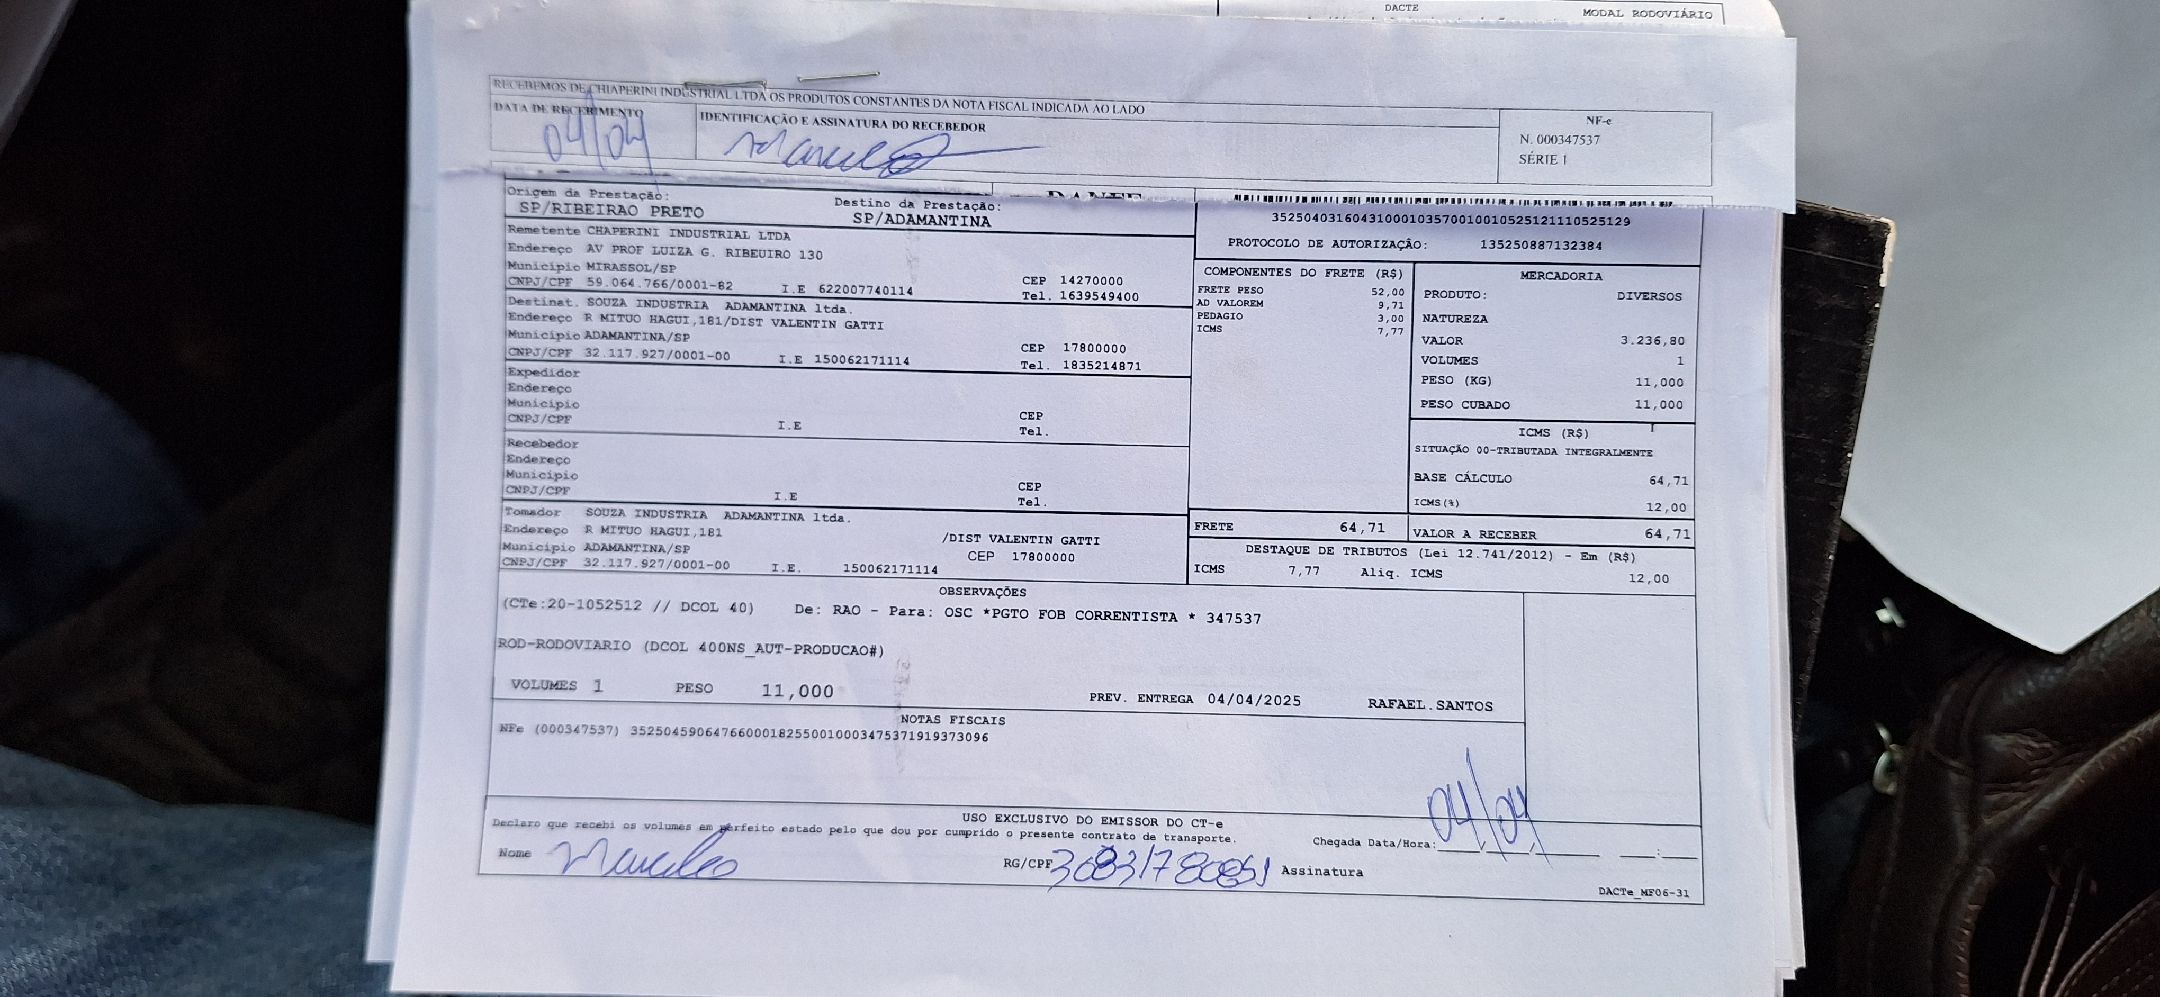 DACTE
MODAL RODOVIÁRIO
RECEBEMOS DE CHIAPERINI INDUSTRIAL LTDA OS PRODUTOS CONSTANTES DA NOTA FISCAL INDICADA AO LADO
DATA DE RECEBIMENTO
IDENTIFICAÇÃO E ASSINATURA DO RECEBEDOR
NF-e
N. 000347537
SÉRIE 1
04/04
DANFE
Origem da Prestação:
SP/RIBEIRAO PRETO
Destino da Prestação:
SP/ADAMANTINA
Remetente CHAPERINI INDUSTRIAL LTDA
Endereço AV PROF LUIZA G. RIBEUIRO 130
Município MIRASSOL/SP
CEP 14270000
CNPJ/CPF 59.064.766/0001-82 I.E 622007740114 Tel. 1639549400
Destinat. SOUZA INDUSTRIA ADAMANTINA ltda.
Endereço R MITUO HAGUI,181/DIST VALENTIN GATTI
Município ADAMANTINA/SP
CEP 17800000
CNPJ/CPF 32.117.927/0001-00 I.E 150062171114 Tel. 1835214871
Expedidor
Endereço
Município
CEP
CNPJ/CPF I.E Tel.
Recebedor
Endereço
Município
CEP
CNPJ/CPF I.E Tel.
Tomador SOUZA INDUSTRIA ADAMANTINA ltda.
Endereço R MITUO HAGUI,181 /DIST VALENTIN GATTI
Município ADAMANTINA/SP CEP 17800000
CNPJ/CPF 32.117.927/0001-00 I.E. 150062171114
35250403160431000103570010010525121110525129
PROTOCOLO DE AUTORIZAÇÃO: 135250887132384
COMPONENTES DO FRETE (R$)
FRETE PESO 52,00
AD VALOREM 9,71
PEDAGIO 3,00
ICMS 7,77
MERCADORIA
PRODUTO: DIVERSOS
NATUREZA
VALOR 3.236,80
VOLUMES 1
PESO (KG) 11,000
PESO CUBADO 11,000
ICMS (R$)
SITUAÇÃO 00-TRIBUTADA INTEGRALMENTE
BASE CÁLCULO 64,71
ICMS(%) 12,00
FRETE 64,71
VALOR A RECEBER 64,71
DESTAQUE DE TRIBUTOS (Lei 12.741/2012) - Em (R$)
ICMS 7,77 Aliq. ICMS 12,00
OBSERVAÇÕES
(CTe:20-1052512 // DCOL 40) De: RAO - Para: OSC *PGTO FOB CORRENTISTA * 347537
ROD-RODOVIARIO (DCOL 400NS_AUT-PRODUCAO#)
VOLUMES 1 PESO 11,000 PREV. ENTREGA 04/04/2025 RAFAEL.SANTOS
NOTAS FISCAIS
NFe (000347537) 35250459064766000182550010003475371919373096
USO EXCLUSIVO DO EMISSOR DO CT-e
Declaro que recebi os volumes em perfeito estado pelo que dou por cumprido o presente contrato de transporte.
Chegada Data/Hora: 04/04
Nome
RG/CPF
Assinatura
DACTe_MF06-31